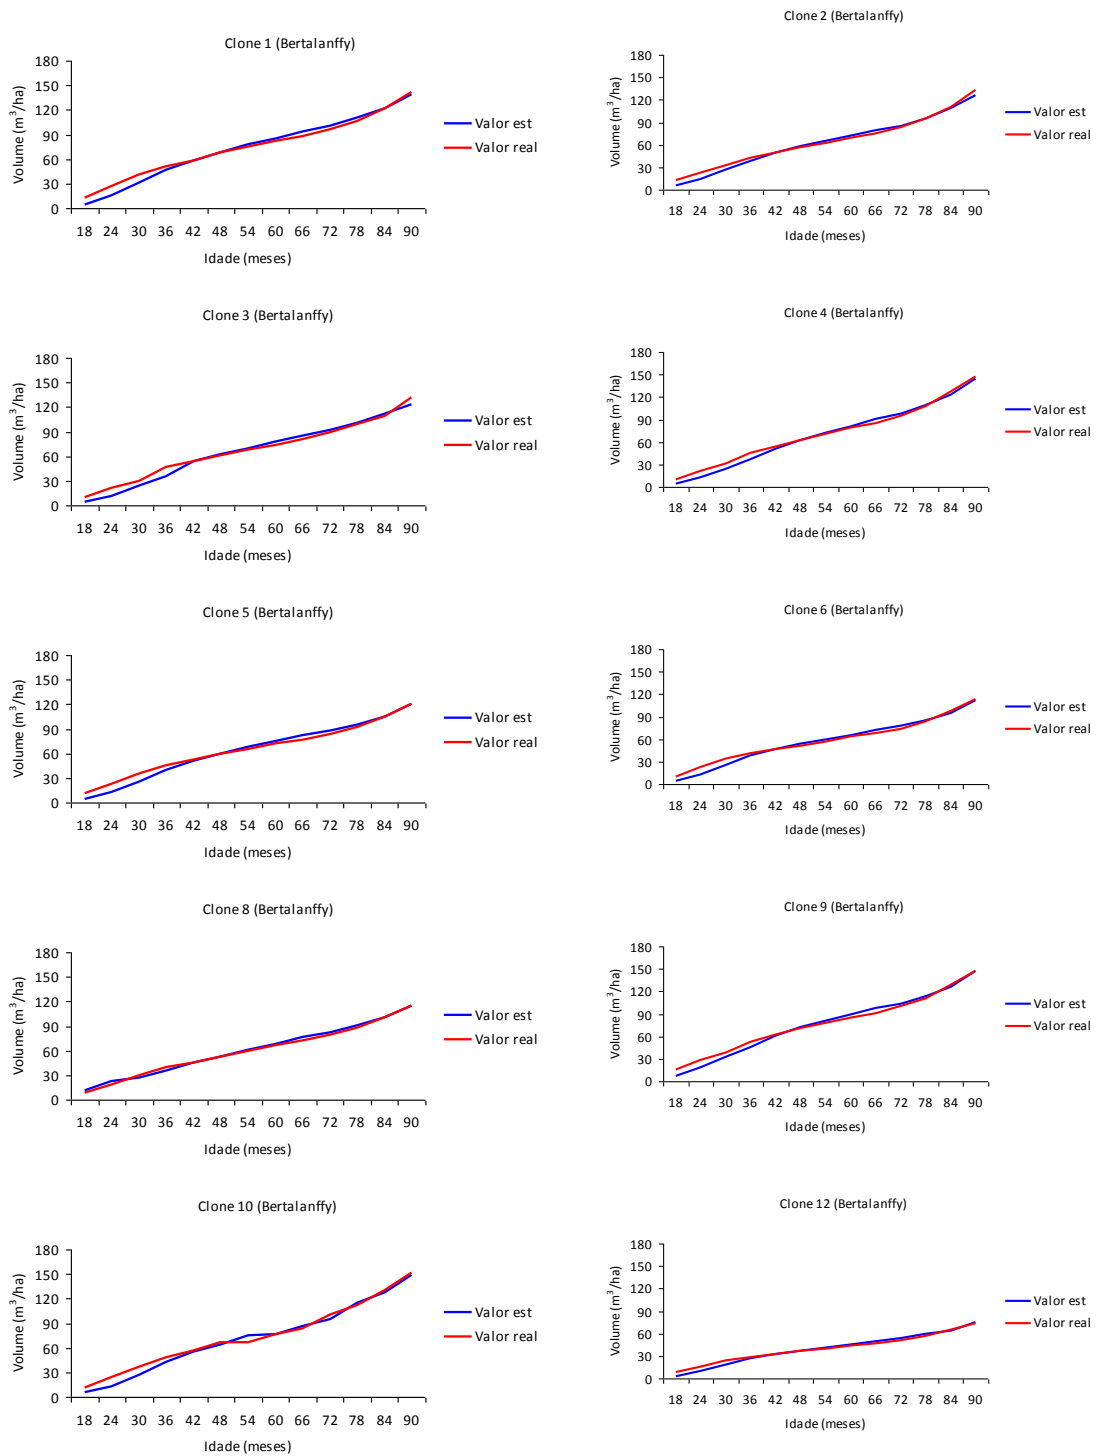 Clone 1 (Bertalanffy)
Volume (m³/ha)
180
150
120
90
60
30
0
18 24 30 36 42 48 54 60 66 72 78 84 90
Idade (meses)
Valor est
Valor real
Clone 2 (Bertalanffy)
Volume (m³/ha)
180
150
120
90
60
30
0
18 24 30 36 42 48 54 60 66 72 78 84 90
Idade (meses)
Valor est
Valor real
Clone 3 (Bertalanffy)
Volume (m³/ha)
180
150
120
90
60
30
0
18 24 30 36 42 48 54 60 66 72 78 84 90
Idade (meses)
Valor est
Valor real
Clone 4 (Bertalanffy)
Volume (m³/ha)
180
150
120
90
60
30
0
18 24 30 36 42 48 54 60 66 72 78 84 90
Idade (meses)
Valor est
Valor real
Clone 5 (Bertalanffy)
Volume (m³/ha)
180
150
120
90
60
30
0
18 24 30 36 42 48 54 60 66 72 78 84 90
Idade (meses)
Valor est
Valor real
Clone 6 (Bertalanffy)
Volume (m³/ha)
180
150
120
90
60
30
0
18 24 30 36 42 48 54 60 66 72 78 84 90
Idade (meses)
Valor est
Valor real
Clone 8 (Bertalanffy)
Volume (m³/ha)
180
150
120
90
60
30
0
18 24 30 36 42 48 54 60 66 72 78 84 90
Idade (meses)
Valor est
Valor real
Clone 9 (Bertalanffy)
Volume (m³/ha)
180
150
120
90
60
30
0
18 24 30 36 42 48 54 60 66 72 78 84 90
Idade (meses)
Valor est
Valor real
Clone 10 (Bertalanffy)
Volume (m³/ha)
180
150
120
90
60
30
0
18 24 30 36 42 48 54 60 66 72 78 84 90
Idade (meses)
Valor est
Valor real
Clone 12 (Bertalanffy)
Volume (m³/ha)
180
150
120
90
60
30
0
18 24 30 36 42 48 54 60 66 72 78 84 90
Idade (meses)
Valor est
Valor real